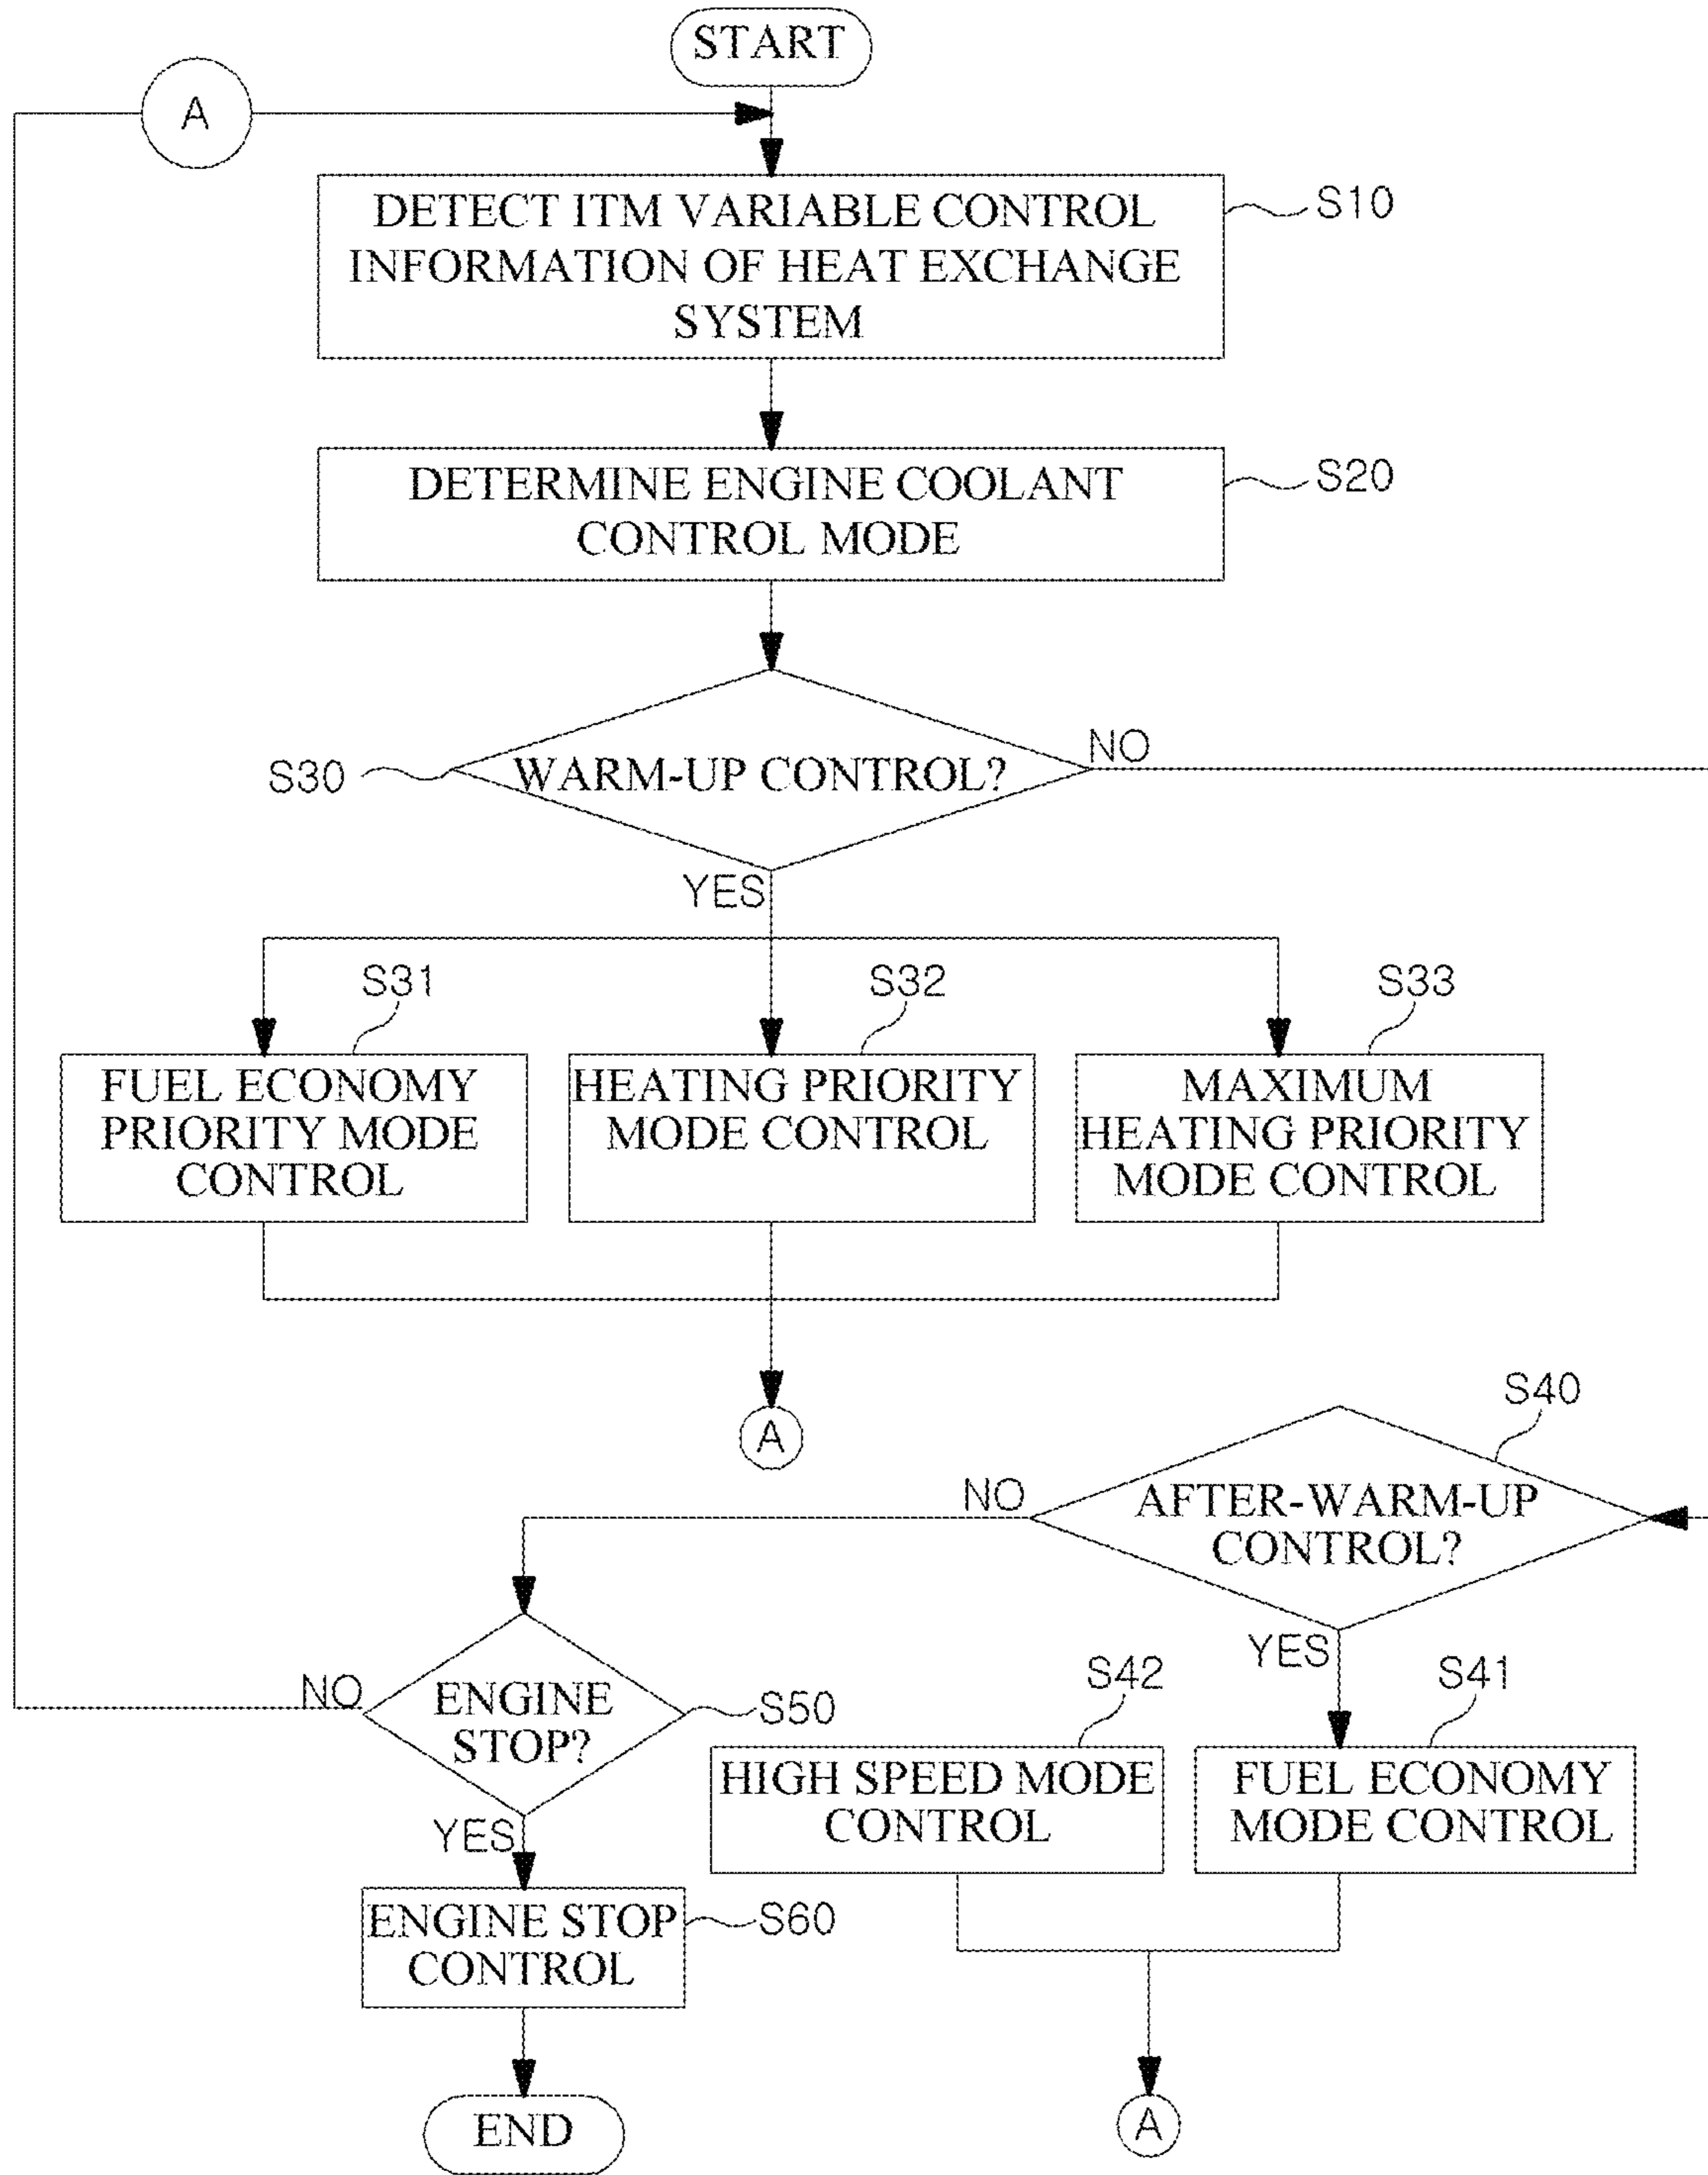 START
A
DETECT ITM VARIABLE CONTROL
INFORMATION OF HEAT EXCHANGE
SYSTEM
S10
DETERMINE ENGINE COOLANT
CONTROL MODE
S20
S30
WARM-UP CONTROL?
NO
YES
S31
S32
S33
FUEL ECONOMY
PRIORITY MODE
CONTROL
HEATING PRIORITY
MODE CONTROL
MAXIMUM
HEATING PRIORITY
MODE CONTROL
A
S40
AFTER-WARM-UP
CONTROL?
NO
YES
NO
ENGINE
STOP?
S50
YES
S42
S41
HIGH SPEED MODE
CONTROL
FUEL ECONOMY
MODE CONTROL
ENGINE STOP
CONTROL
S60
END
A